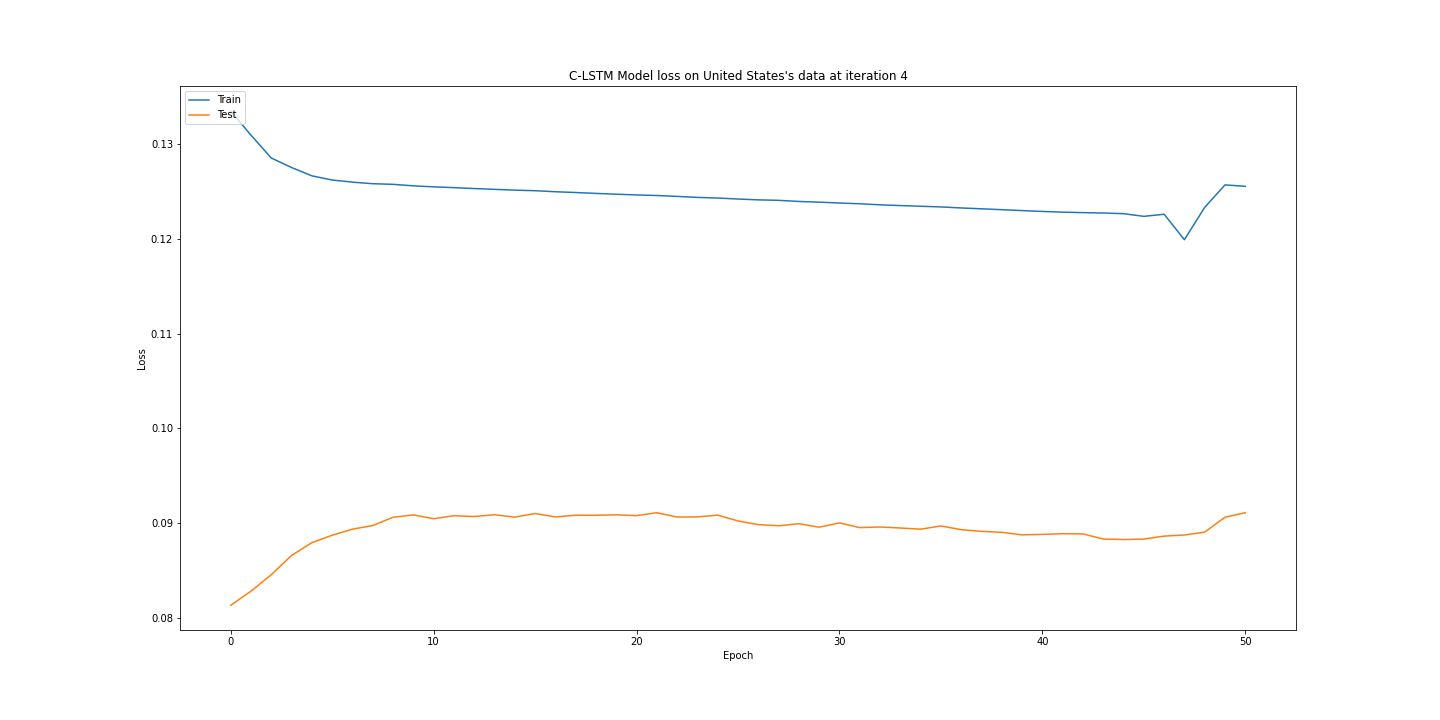 C-LSTM Model loss on United States's data at iteration 4
Train
Test
0.13
0.12
0.11
0.10
0.09
0.08
Loss
0 10 20 30 40 50
Epoch